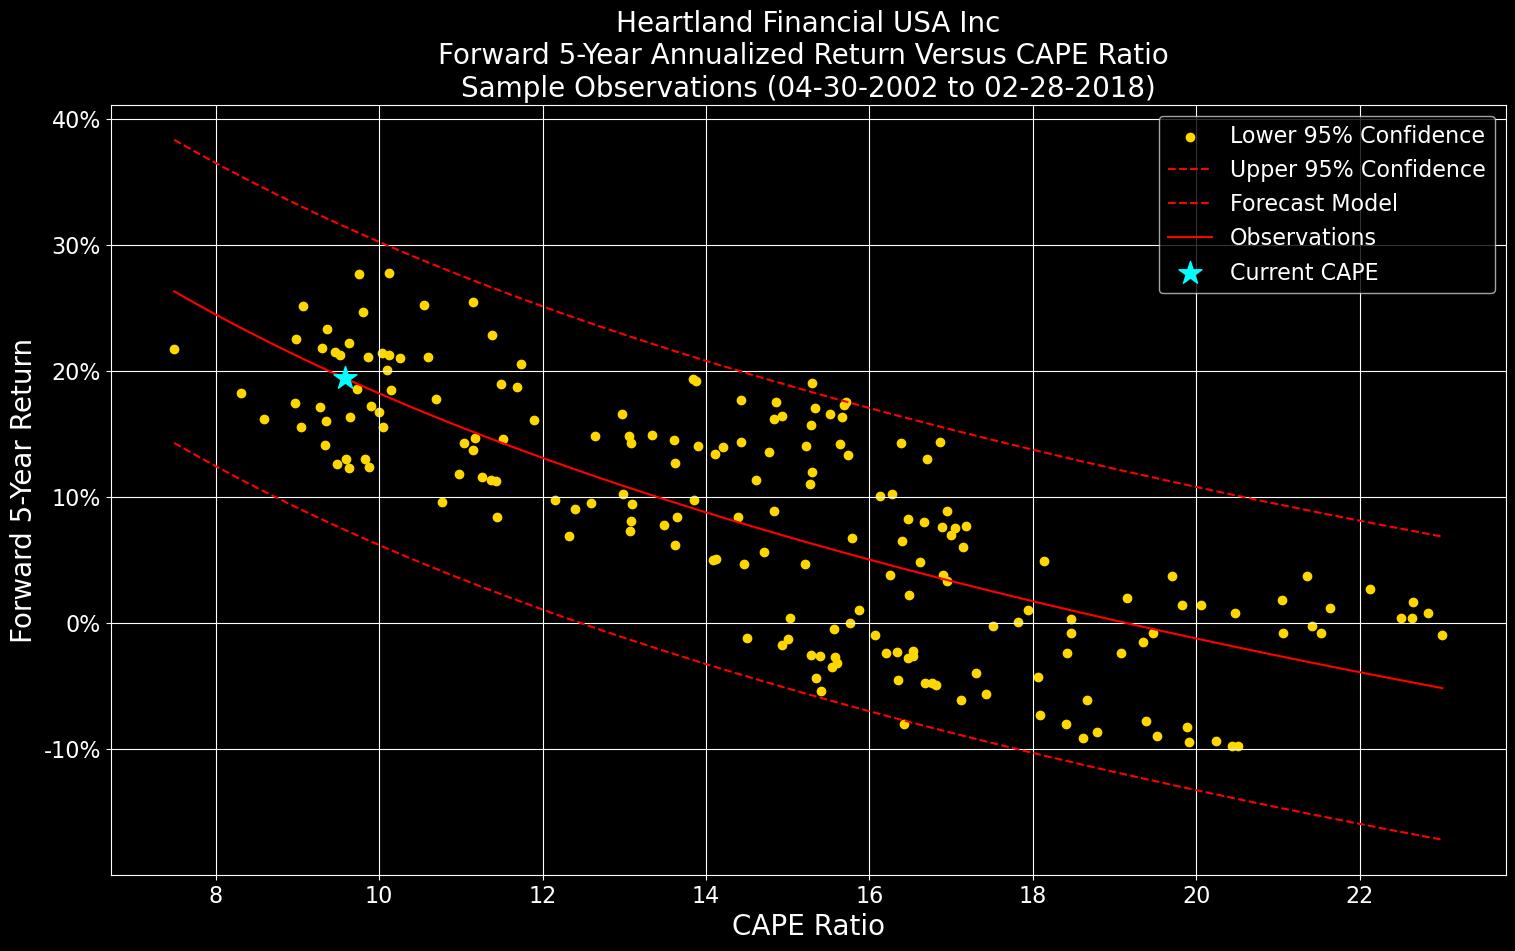 Heartland Financial USA Inc
Forward 5-Year Annualized Return Versus CAPE Ratio
Sample Observations (04-30-2002 to 02-28-2018)
Lower 95% Confidence
Upper 95% Confidence
Forecast Model
Observations
Current CAPE
Forward 5-Year Return
40%
30%
20%
10%
0%
-10%
8 10 12 14 16 18 20 22
CAPE Ratio